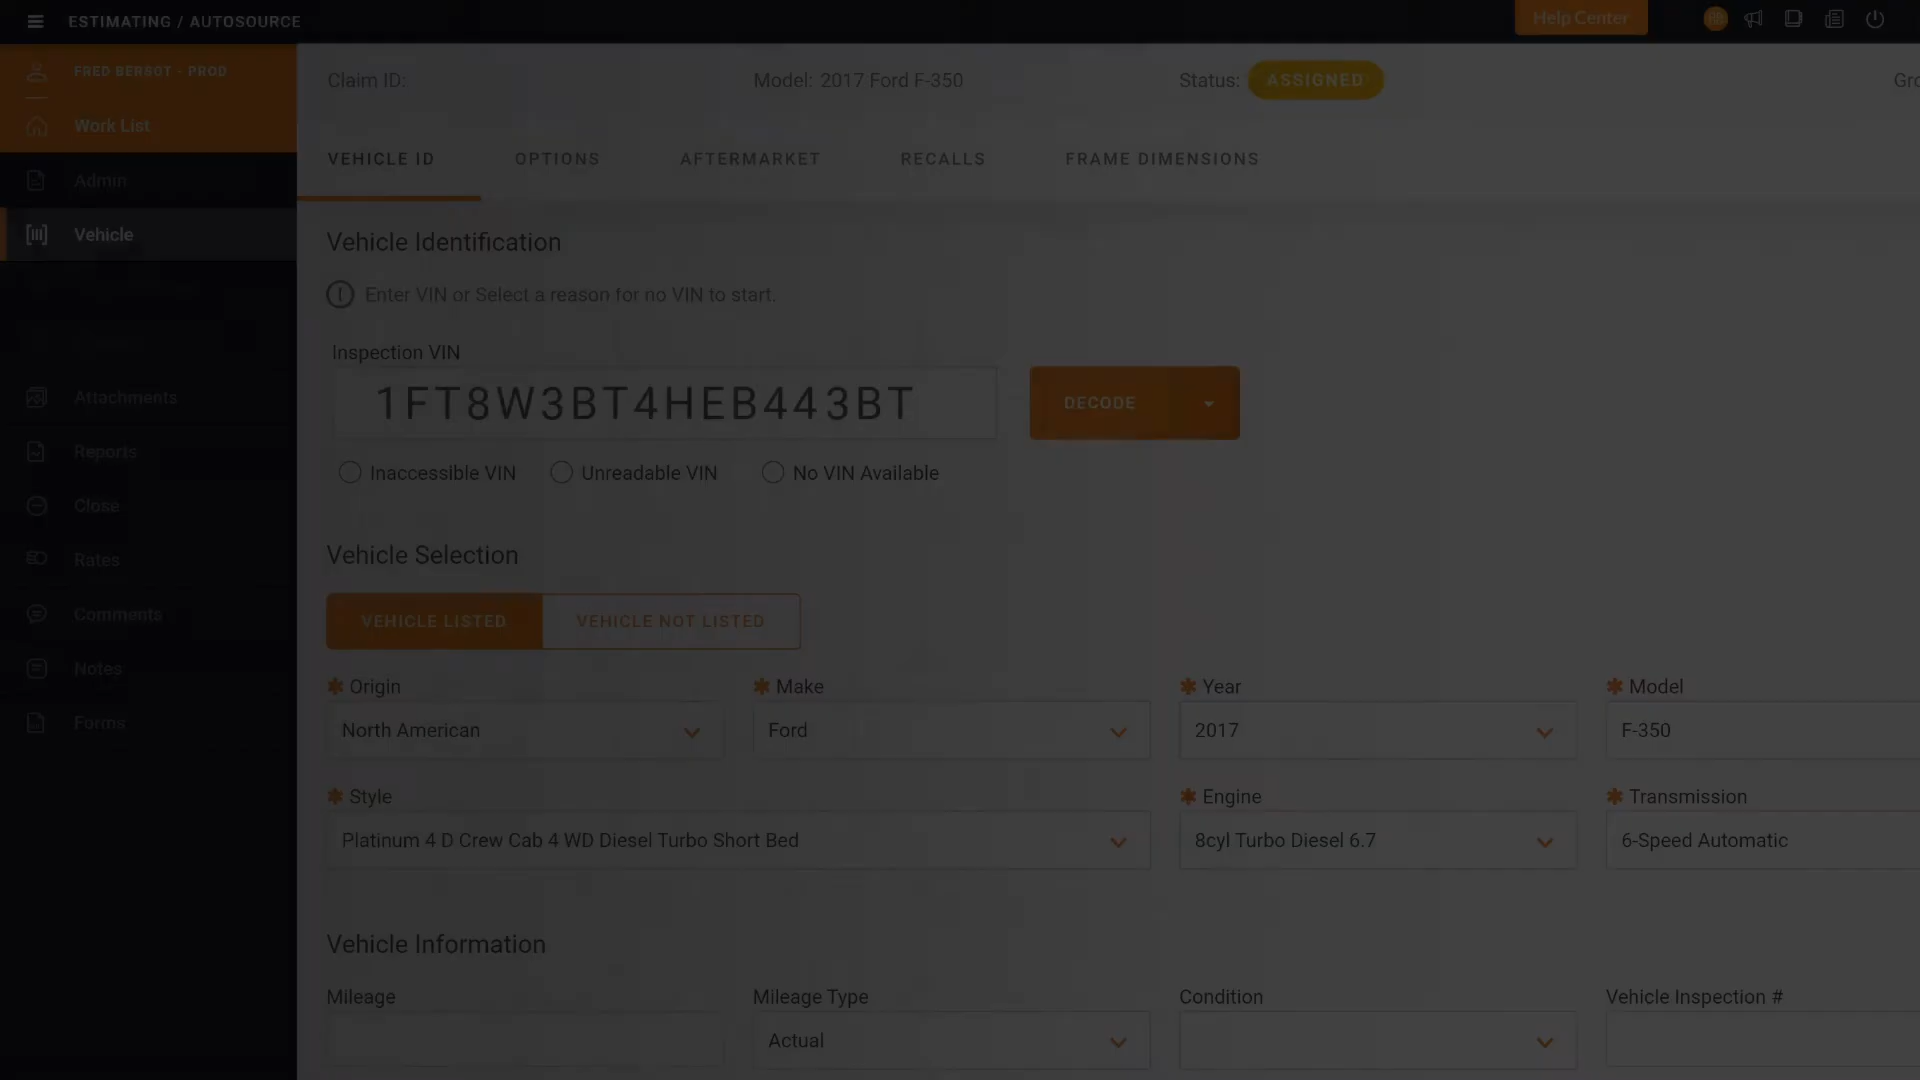 ESTIMATING / AUTOSOURCE
Help Center
FRED BERGOT - PROD
Work List
Admin
Vehicle
Attachments
Reports
Close
Rates
Comments
Notes
Forms
Claim ID:
Model: 2017 Ford F-350
Status: ASSIGNED
Gro
VEHICLE ID
OPTIONS
AFTERMARKET
RECALLS
FRAME DIMENSIONS
Vehicle Identification
Enter VIN or Select a reason for no VIN to start.
Inspection VIN
1FT8W3BT4HEB443BT
DECODE
Inaccessible VIN
Unreadable VIN
No VIN Available
Vehicle Selection
VEHICLE LISTED
VEHICLE NOT LISTED
✱ Origin
✱ Make
✱ Year
✱ Model
North American
Ford
2017
F-350
✱ Style
✱ Engine
✱ Transmission
Platinum 4 D Crew Cab 4 WD Diesel Turbo Short Bed
8cyl Turbo Diesel 6.7
6-Speed Automatic
Vehicle Information
Mileage
Mileage Type
Condition
Vehicle Inspection #
Actual